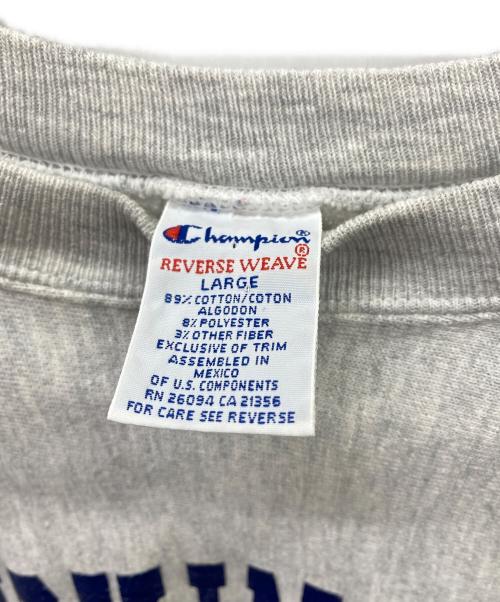 Champion®
REVERSE WEAVE®
LARGE
89% COTTON/COTON
ALGODON
8% POLYESTER
3% OTHER FIBER
EXCLUSIVE OF TRIM
ASSEMBLED IN
MEXICO
OF U.S. COMPONENTS
RN 26094 CA 21356
FOR CARE SEE REVERSE